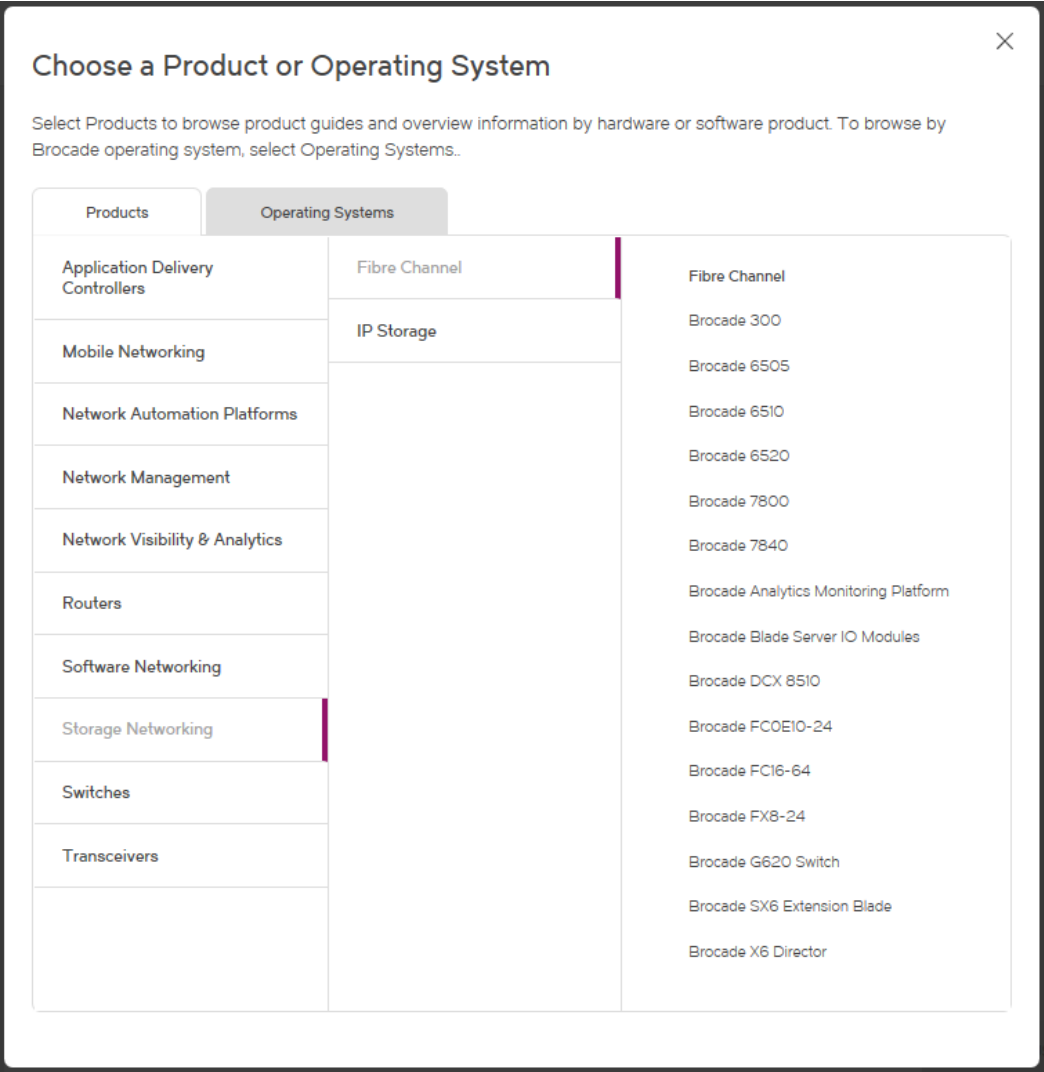 Choose a Product or Operating System
Select Products to browse product guides and overview information by hardware or software product. To browse by
Brocade operating system, select Operating Systems..
Products
Operating Systems
Application Delivery
Controllers
Mobile Networking
Network Automation Platforms
Network Management
Network Visibility & Analytics
Routers
Software Networking
Storage Networking
Switches
Transceivers
Fibre Channel
IP Storage
Fibre Channel
Brocade 300
Brocade 6505
Brocade 6510
Brocade 6520
Brocade 7800
Brocade 7840
Brocade Analytics Monitoring Platform
Brocade Blade Server IO Modules
Brocade DCX 8510
Brocade FCOE10-24
Brocade FC16-64
Brocade FX8-24
Brocade G620 Switch
Brocade SX6 Extension Blade
Brocade X6 Director